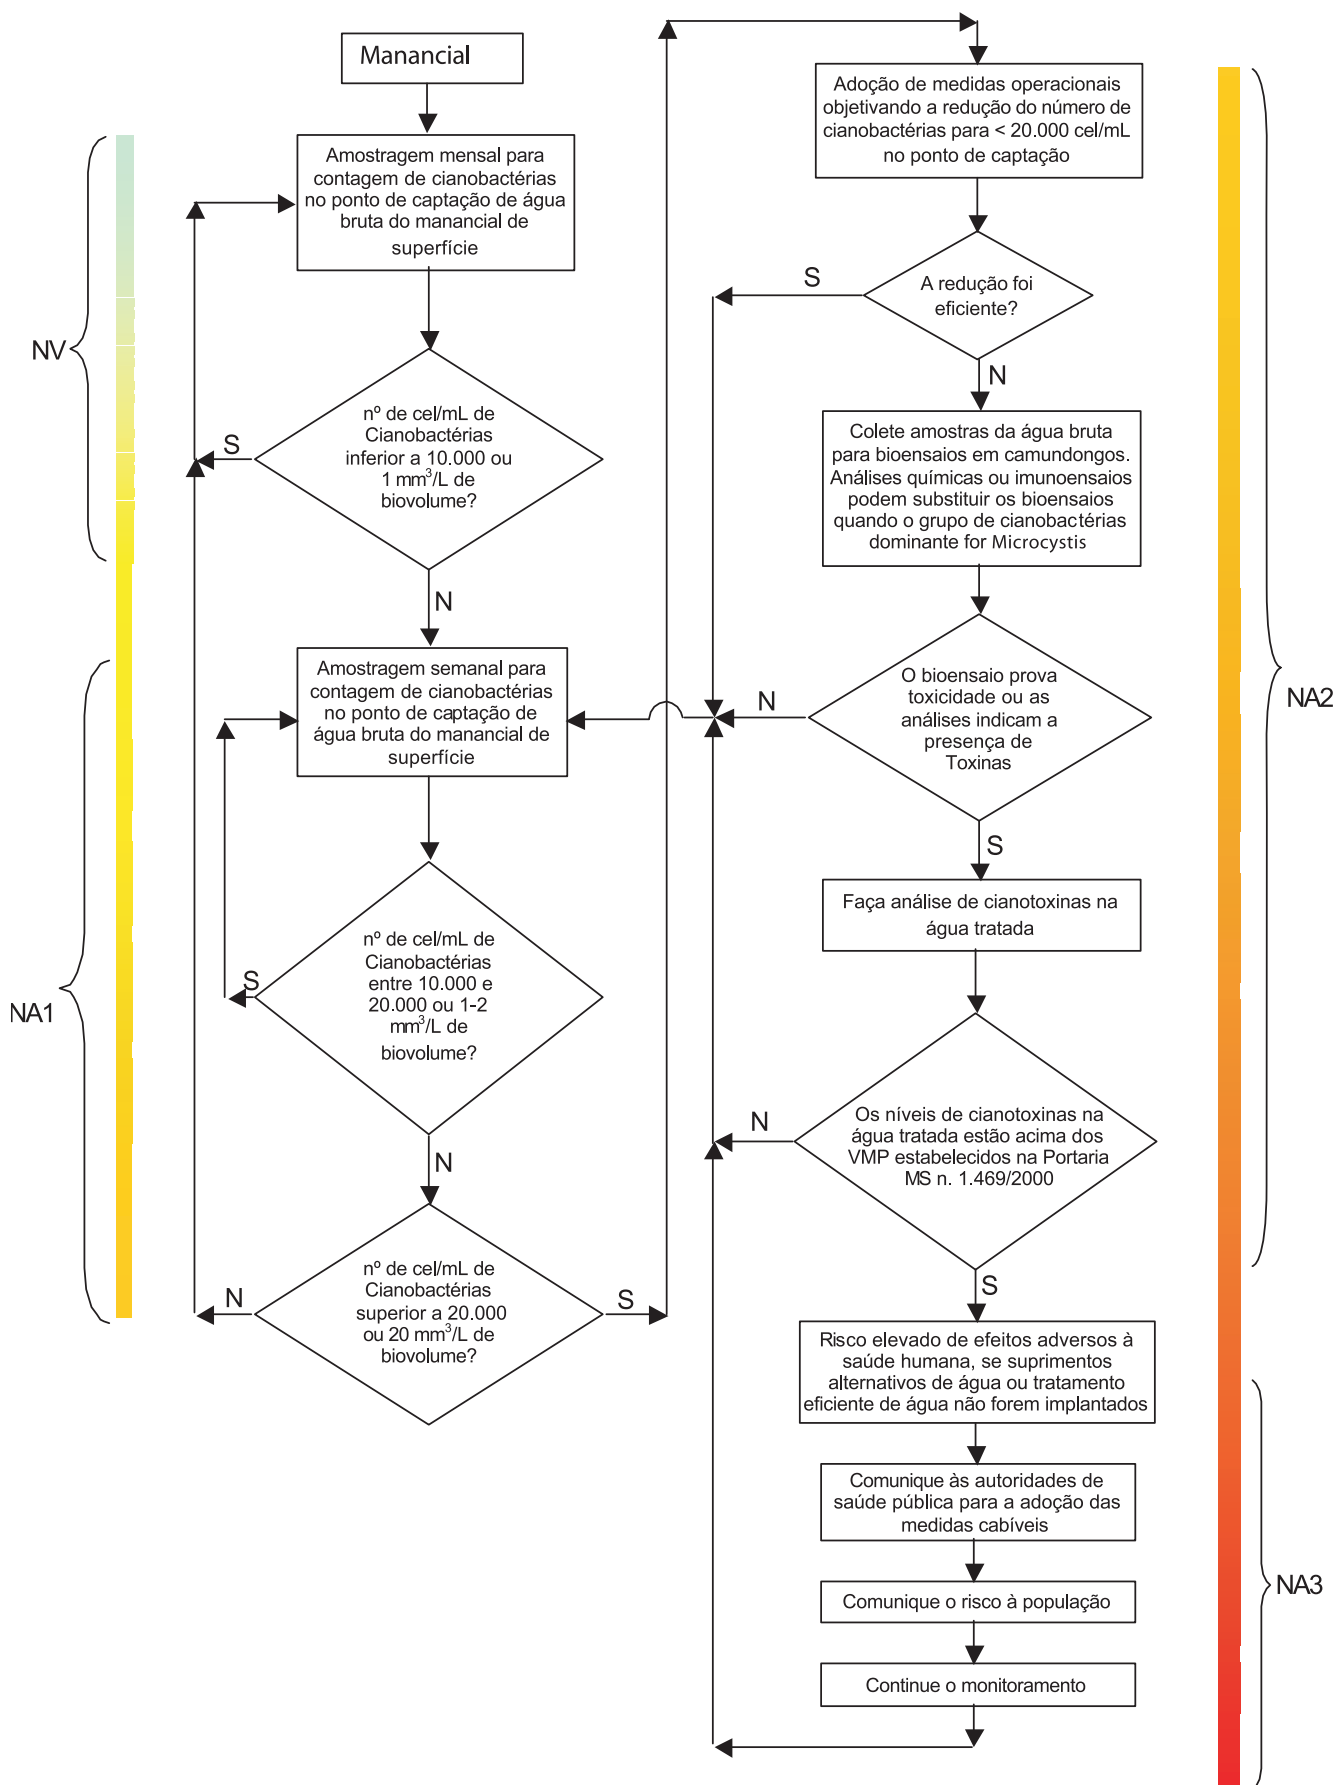 Manancial
NV
Amostragem mensal para
contagem de cianobactérias
no ponto de captação de água
bruta do manancial de
superfície
S
nº de cel/mL de
Cianobactérias
inferior a 10.000 ou
1 mm³/L de
biovolume?
N
NA1
Amostragem semanal para
contagem de cianobactérias
no ponto de captação de
água bruta do manancial de
superfície
S
nº de cel/mL de
Cianobactérias
entre 10.000 e
20.000 ou 1-2
mm³/L de
biovolume?
N
N
nº de cel/mL de
Cianobactérias
superior a 20.000
ou 20 mm³/L de
biovolume?
S
Adoção de medidas operacionais
objetivando a redução do número de
cianobactérias para < 20.000 cel/mL
no ponto de captação
S
A redução foi
eficiente?
N
Colete amostras da água bruta
para bioensaios em camundongos.
Análises químicas ou imunoensaios
podem substituir os bioensaios
quando o grupo de cianobactérias
dominante for Microcystis
N
O bioensaio prova
toxicidade ou as
análises indicam a
presença de
Toxinas
NA2
S
Faça análise de cianotoxinas na
água tratada
N
Os níveis de cianotoxinas na
água tratada estão acima dos
VMP estabelecidos na Portaria
MS n. 1.469/2000
S
Risco elevado de efeitos adversos à
saúde humana, se suprimentos
alternativos de água ou tratamento
eficiente de água não forem implantados
Comunique às autoridades de
saúde pública para a adoção das
medidas cabíveis
NA3
Comunique o risco à população
Continue o monitoramento